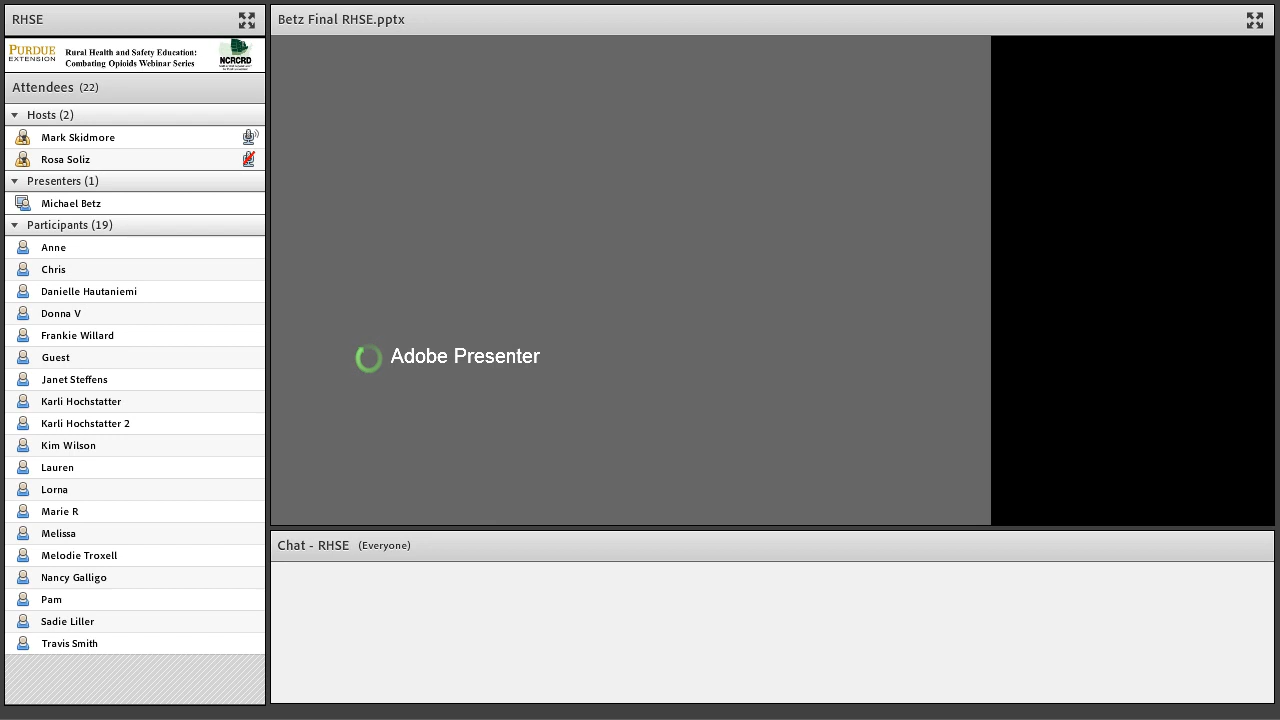 RHSE
PURDUE
EXTENSION
Rural Health and Safety Education:
Combating Opioids Webinar Series
NCRCRD
Attendees (22)
Hosts (2)
Mark Skidmore
Rosa Soliz
Presenters (1)
Michael Betz
Participants (19)
Anne
Chris
Danielle Hautaniemi
Donna V
Frankie Willard
Guest
Janet Steffens
Karli Hochstatter
Karli Hochstatter 2
Kim Wilson
Lauren
Lorna
Marie R
Melissa
Melodie Troxell
Nancy Galligo
Pam
Sadie Liller
Travis Smith
Betz Final RHSE.pptx
Adobe Presenter
Chat - RHSE (Everyone)